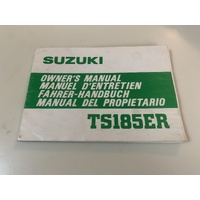 SUZUKI
OWNER'S MANUAL
MANUEL D'ENTRETIEN
FAHRER-HANDBUCH
MANUAL DEL PROPIETARIO
TS185ER